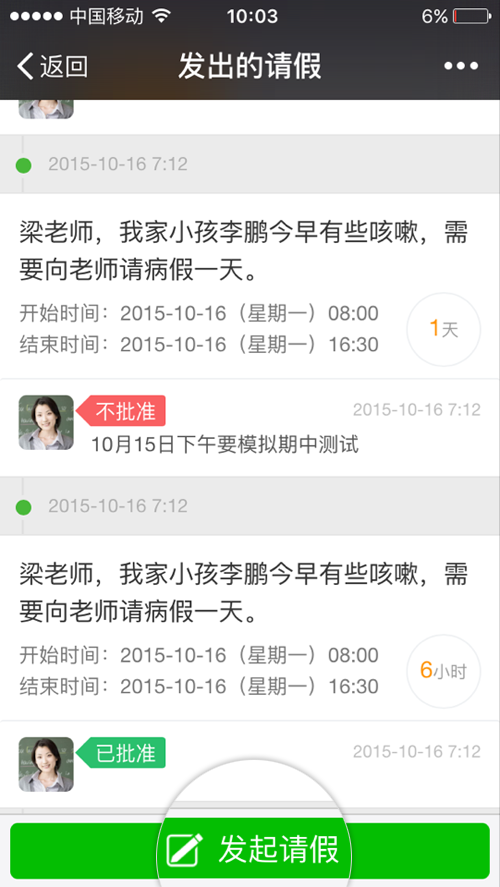 中国移动 10:03 6%
返回 发出的请假
2015-10-16 7:12
梁老师，我家小孩李鹏今早有些咳嗽，需
要向老师请病假一天。
开始时间：2015-10-16（星期一）08:00
结束时间：2015-10-16（星期一）16:30
1天
不批准 2015-10-16 7:12
10月15日下午要模拟期中测试
2015-10-16 7:12
梁老师，我家小孩李鹏今早有些咳嗽，需
要向老师请病假一天。
开始时间：2015-10-16（星期一）08:00
结束时间：2015-10-16（星期一）16:30
6小时
已批准 2015-10-16 7:12
发起请假